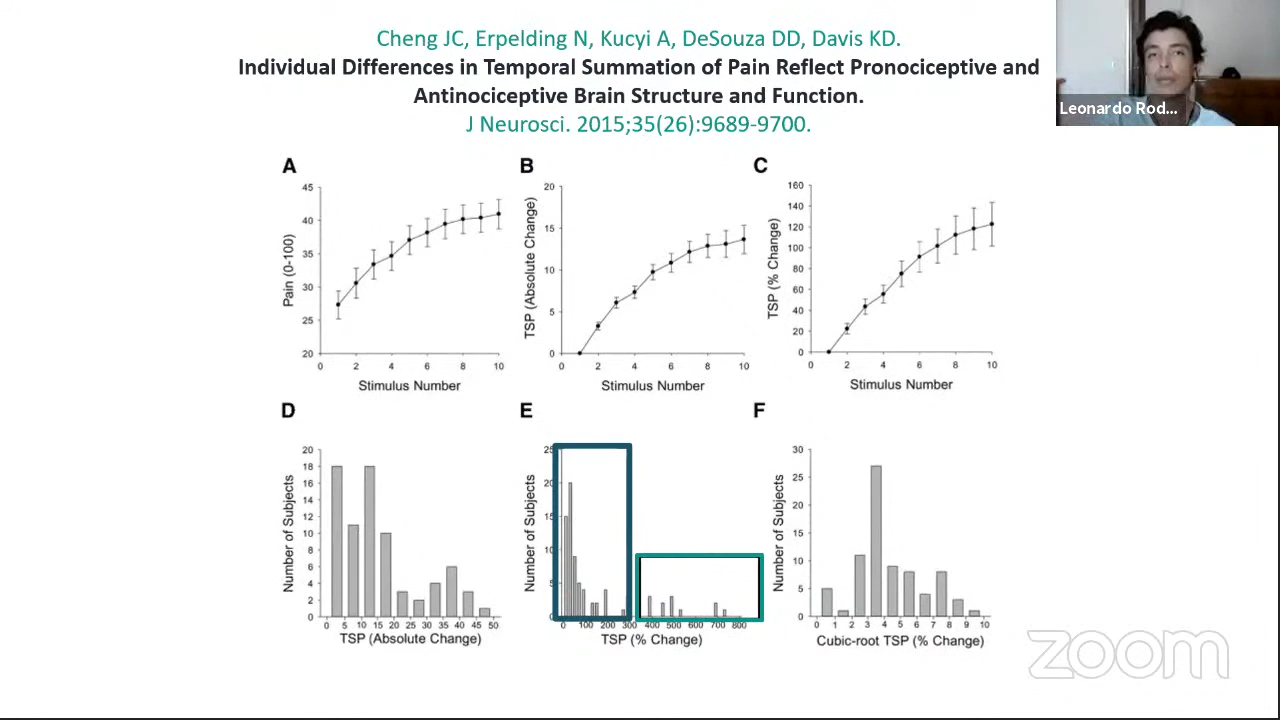 Cheng JC, Erpelding N, Kucyi A, DeSouza DD, Davis KD.
Individual Differences in Temporal Summation of Pain Reflect Pronociceptive and
Antinociceptive Brain Structure and Function.
J Neurosci. 2015;35(26):9689-9700.
Leonardo Rod...
A
45
40
35
30
25
20
Pain (0-100)
0 2 4 6 8 10
Stimulus Number
B
20
15
10
5
0
TSP (Absolute Change)
0 2 4 6 8 10
Stimulus Number
C
160
140
120
100
80
60
40
20
0
TSP (% Change)
0 2 4 6 8 10
Stimulus Number
D
20
18
16
14
12
10
8
6
4
2
0
Number of Subjects
0 5 10 15 20 25 30 35 40 45 50
TSP (Absolute Change)
E
Number of Subjects
0 100 200 300 400 500 600 700 800
TSP (% Change)
F
30
25
20
15
10
5
0
Number of Subjects
0 1 2 3 4 5 6 7 8 9 10
Cubic-root TSP (% Change)
zoom